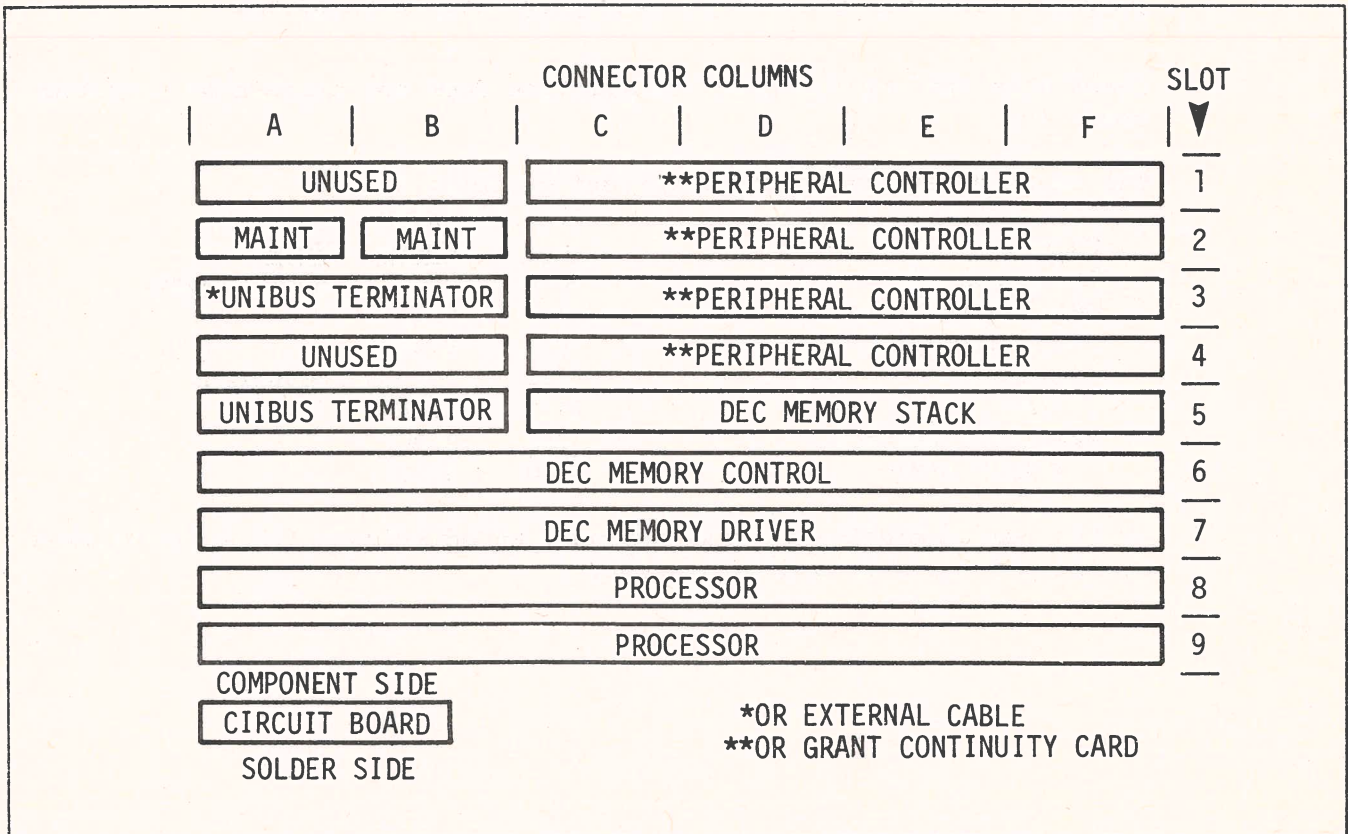 CONNECTOR COLUMNS SLOT
A B C D E F
UNUSED **PERIPHERAL CONTROLLER 1
MAINT MAINT **PERIPHERAL CONTROLLER 2
*UNIBUS TERMINATOR **PERIPHERAL CONTROLLER 3
UNUSED **PERIPHERAL CONTROLLER 4
UNIBUS TERMINATOR DEC MEMORY STACK 5
DEC MEMORY CONTROL 6
DEC MEMORY DRIVER 7
PROCESSOR 8
PROCESSOR 9
COMPONENT SIDE
CIRCUIT BOARD *OR EXTERNAL CABLE
SOLDER SIDE **OR GRANT CONTINUITY CARD